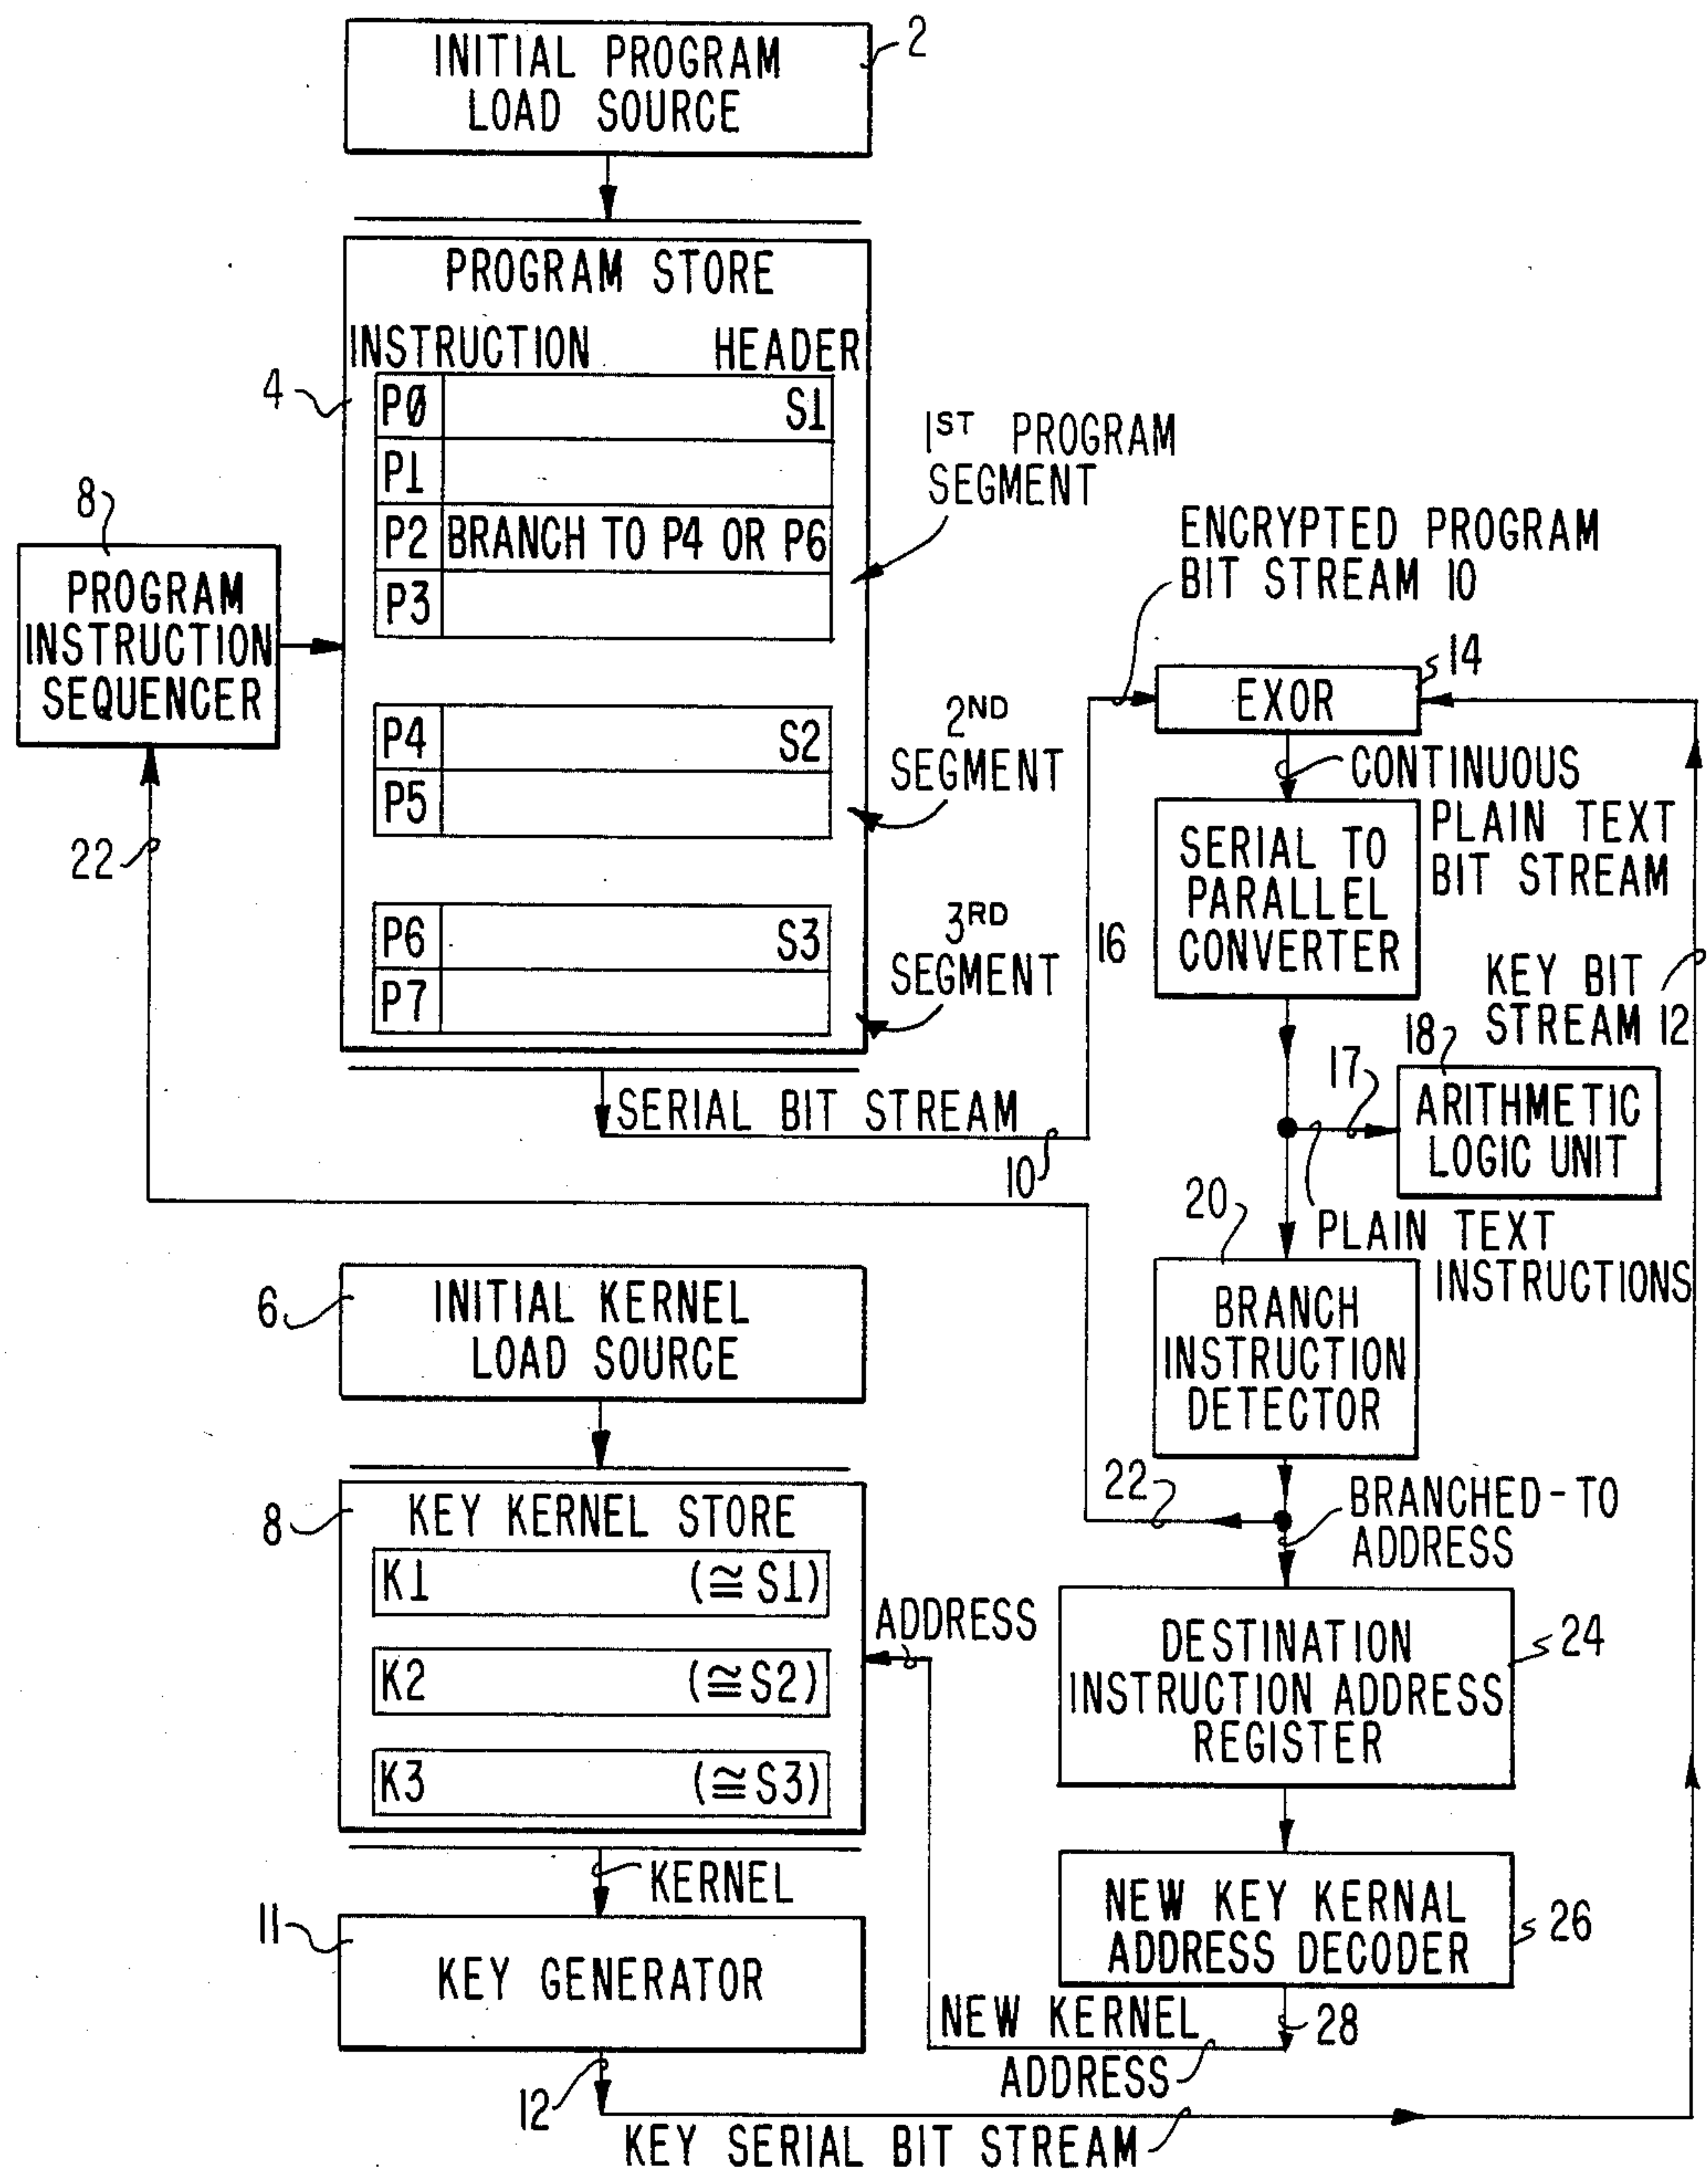 INITIAL PROGRAM
LOAD SOURCE
2
PROGRAM STORE
INSTRUCTION HEADER
4
PØ S1
P1
P2 BRANCH TO P4 OR P6
P3
1ST PROGRAM
SEGMENT
8
PROGRAM
INSTRUCTION
SEQUENCER
22
P4 S2
P5
2ND
SEGMENT
P6 S3
P7
3RD
SEGMENT
SERIAL BIT STREAM
10
ENCRYPTED PROGRAM
BIT STREAM 10
EXOR
14
CONTINUOUS
PLAIN TEXT
BIT STREAM
SERIAL TO
PARALLEL
CONVERTER
16
KEY BIT
STREAM 12
17
18
ARITHMETIC
LOGIC UNIT
PLAIN TEXT
INSTRUCTIONS
20
BRANCH
INSTRUCTION
DETECTOR
22
BRANCHED-TO
ADDRESS
6
INITIAL KERNEL
LOAD SOURCE
8
KEY KERNEL STORE
K1 (≅S1)
K2 (≅S2)
K3 (≅S3)
ADDRESS
DESTINATION
INSTRUCTION ADDRESS
REGISTER
24
KERNEL
11
KEY GENERATOR
NEW KEY KERNAL
ADDRESS DECODER
26
28
NEW KERNEL
ADDRESS
12
KEY SERIAL BIT STREAM